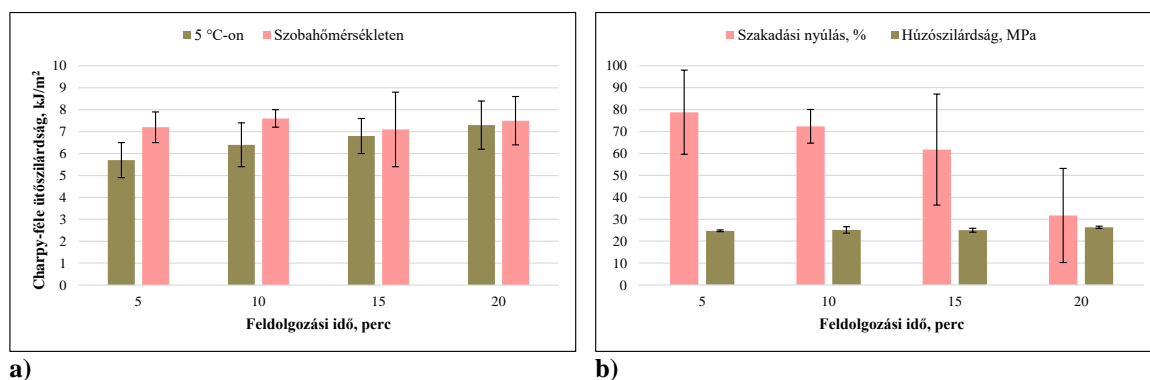 5 °C-on Szobahőmérsékleten
Charpy-féle ütőszilárdság, kJ/m²
10
9
8
7
6
5
4
3
2
1
0
5 10 15 20
Feldolgozási idő, perc
a)
Szakadási nyúlás, % Húzószilárdság, MPa
100
90
80
70
60
50
40
30
20
10
0
5 10 15 20
Feldolgozási idő, perc
b)